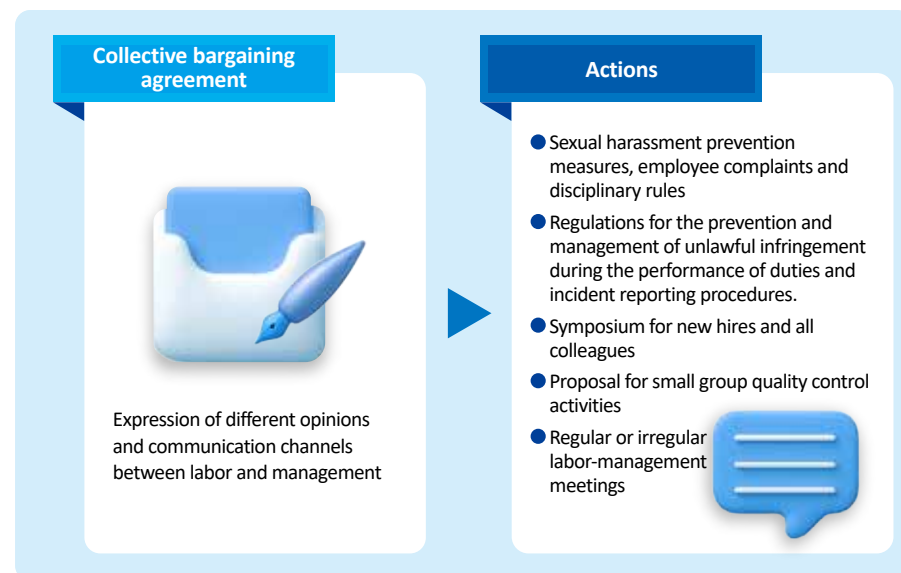 Collective bargaining
agreement
Expression of different opinions
and communication channels
between labor and management
Actions
● Sexual harassment prevention
measures, employee complaints and
disciplinary rules
● Regulations for the prevention and
management of unlawful infringement
during the performance of duties and
incident reporting procedures.
● Symposium for new hires and all
colleagues
● Proposal for small group quality control
activities
● Regular or irregular
labor-management
meetings